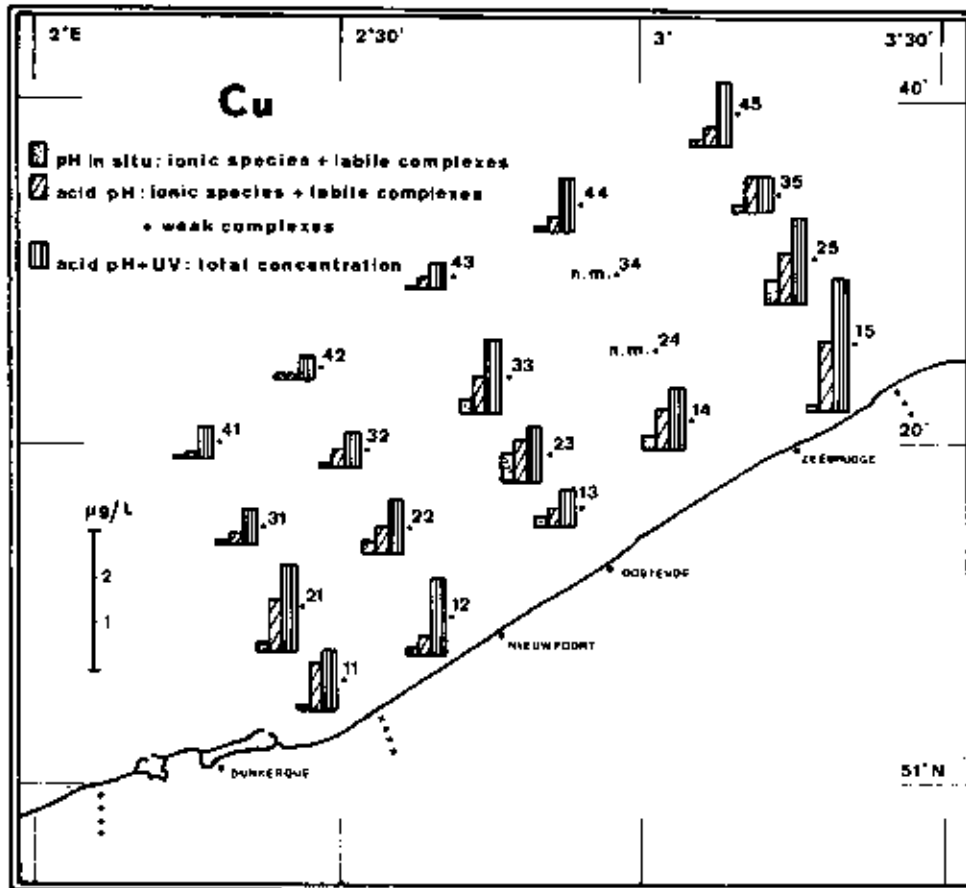 2°E 2°30' 3° 3°30'
Cu
40'
45
pH in situ: ionic species + labile complexes
acid pH: ionic species + labile complexes
+ weak complexes
acid pH+UV: total concentration
44
35
43
n.m. 34
25
42
33
n.m. 24
15
41
32
23
14
20'
ZEEBRUGGE
µg/L
31
22
13
2
1
OOSTENDE
21
12
NIEUWPOORT
11
DUNKERQUE
51°N